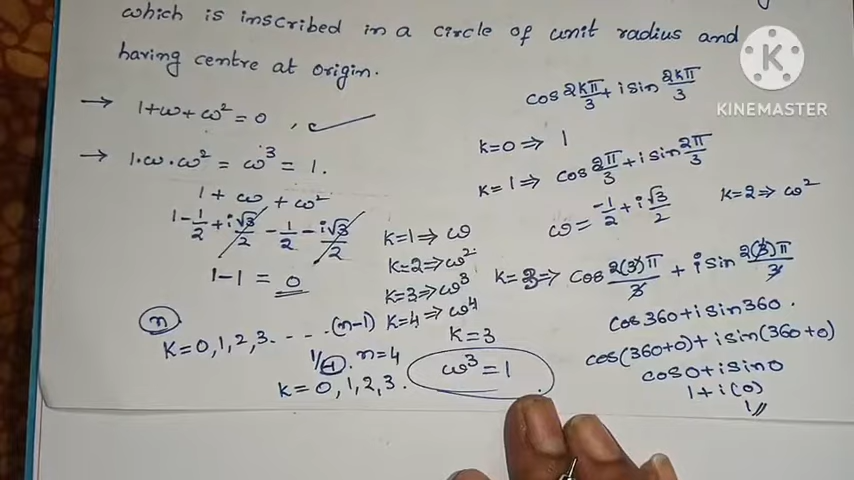 which is inscribed in a circle of unit radius and
having centre at origin.
→ 1+ω+ω² = 0 , ✓
→ 1.ω.ω² = ω³ = 1.
1 + ω + ω²
1 - 1/2 + i√3/2 - 1/2 - i√3/2
1-1 = 0
n
K=0,1,2,3. - - - . (n-1)
n=4
K= 0,1,2,3.
K=1 ⇒ ω
K=2 ⇒ ω²
K=3 ⇒ ω³
K=4 ⇒ ω⁴
K=3
ω³ = 1
cos 2kπ/3 + i sin 2kπ/3
K=0 ⇒ 1
K=1 ⇒ cos 2π/3 + i sin 2π/3
ω = -1/2 + i√3/2
K=2 ⇒ ω²
K=3 ⇒ cos 2(3)π/3 + i sin 2(3)π/3
cos 360 + i sin 360.
cos(360+0) + i sin(360+0)
cos 0 + i sin 0
1 + i(0)
1
K
KINEMASTER